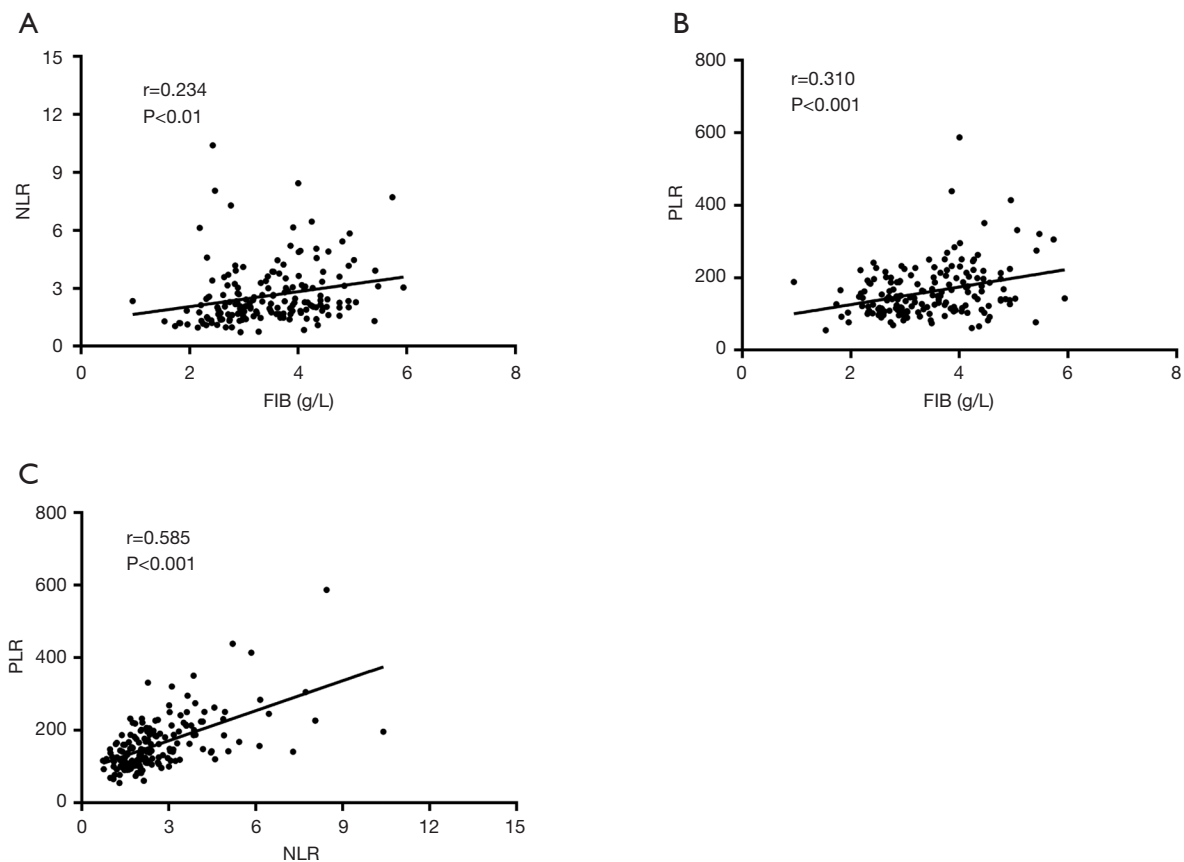 A
15
12
9
6
3
0
NLR
r=0.234
P<0.01
0 2 4 6 8
FIB (g/L)
B
800
600
400
200
0
PLR
r=0.310
P<0.001
0 2 4 6 8
FIB (g/L)
C
800
600
400
200
0
PLR
r=0.585
P<0.001
0 3 6 9 12 15
NLR